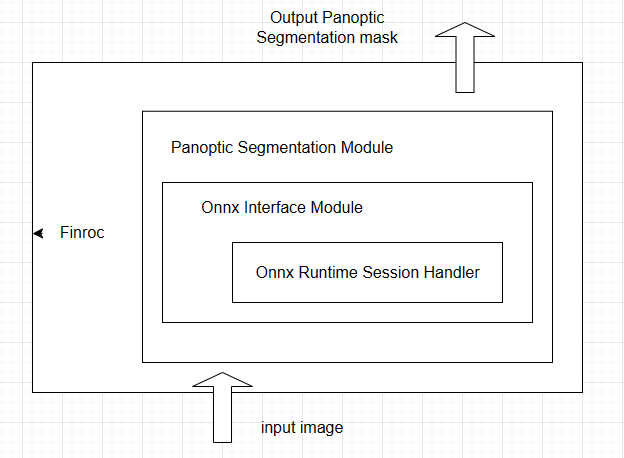 Output Panoptic
Segmentation mask
Panoptic Segmentation Module
Onnx Interface Module
Finroc
Onnx Runtime Session Handler
input image